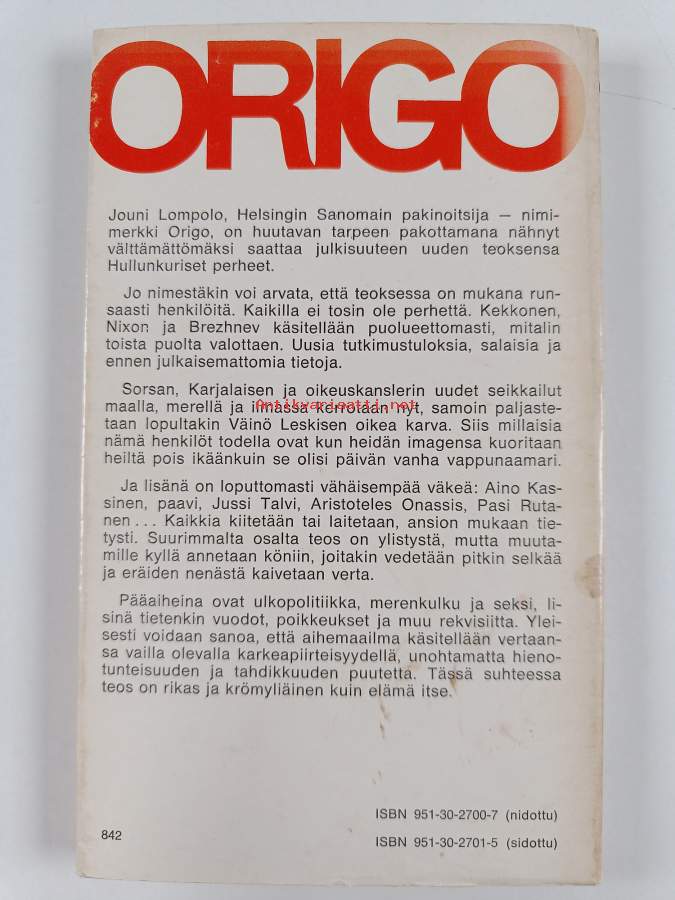 ORIGO
Jouni Lompolo, Helsingin Sanomain pakinoitsija — nimi-
merkki Origo, on huutavan tarpeen pakottamana nähnyt
välttämättömäksi saattaa julkisuuteen uuden teoksensa
Hullunkuriset perheet.
Jo nimestäkin voi arvata, että teoksessa on mukana run-
saasti henkilöitä. Kaikilla ei tosin ole perhettä. Kekkonen,
Nixon ja Brezhnev käsitellään puolueettomasti, mitalin
toista puolta valottaen. Uusia tutkimustuloksia, salaisia ja
ennen julkaisemattomia tietoja.
Sorsan, Karjalaisen ja oikeuskanslerin uudet seikkailut
maalla, merellä ja ilmassa kerrotaan nyt, samoin paljaste-
Antikvariaatti.net
taan lopultakin Väinö Leskisen oikea karva. Siis millaisia
nämä henkilöt todella ovat kun heidän imagensa kuoritaan
heiltä pois ikäänkuin se olisi päivän vanha vappunaamari.
Ja lisänä on loputtomasti vähäisempää väkeä: Aino Kas-
sinen, paavi, Jussi Talvi, Aristoteles Onassis, Pasi Ruta-
nen ... Kaikkia kiitetään tai laitetaan, ansion mukaan tie-
tysti. Suurimmalta osalta teos on ylistystä, mutta muuta-
mille kyllä annetaan köniin, joitakin vedetään pitkin selkää
ja eräiden nenästä kaivetaan verta.
Pääaiheina ovat ulkopolitiikka, merenkulku ja seksi, li-
sinä tietenkin vuodot, poikkeukset ja muu rekvisiitta. Ylei-
sesti voidaan sanoa, että aihemaailma käsitellään vertaan-
sa vailla olevalla karkeapiirteisyydellä, unohtamatta hieno-
tunteisuuden ja tahdikkuuden puutetta. Tässä suhteessa
teos on rikas ja krömyliäinen kuin elämä itse.
ISBN 951-30-2700-7 (nidottu)
842
ISBN 951-30-2701-5 (sidottu)